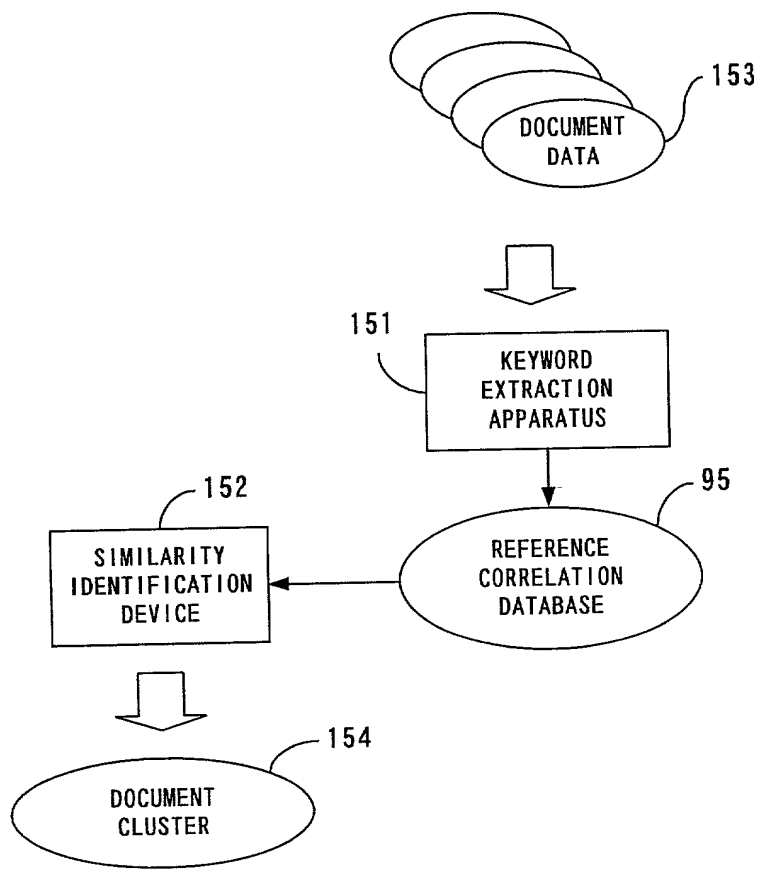 153
DOCUMENT
DATA
151
KEYWORD
EXTRACTION
APPARATUS
152
95
SIMILARITY
IDENTIFICATION
DEVICE
REFERENCE
CORRELATION
DATABASE
154
DOCUMENT
CLUSTER